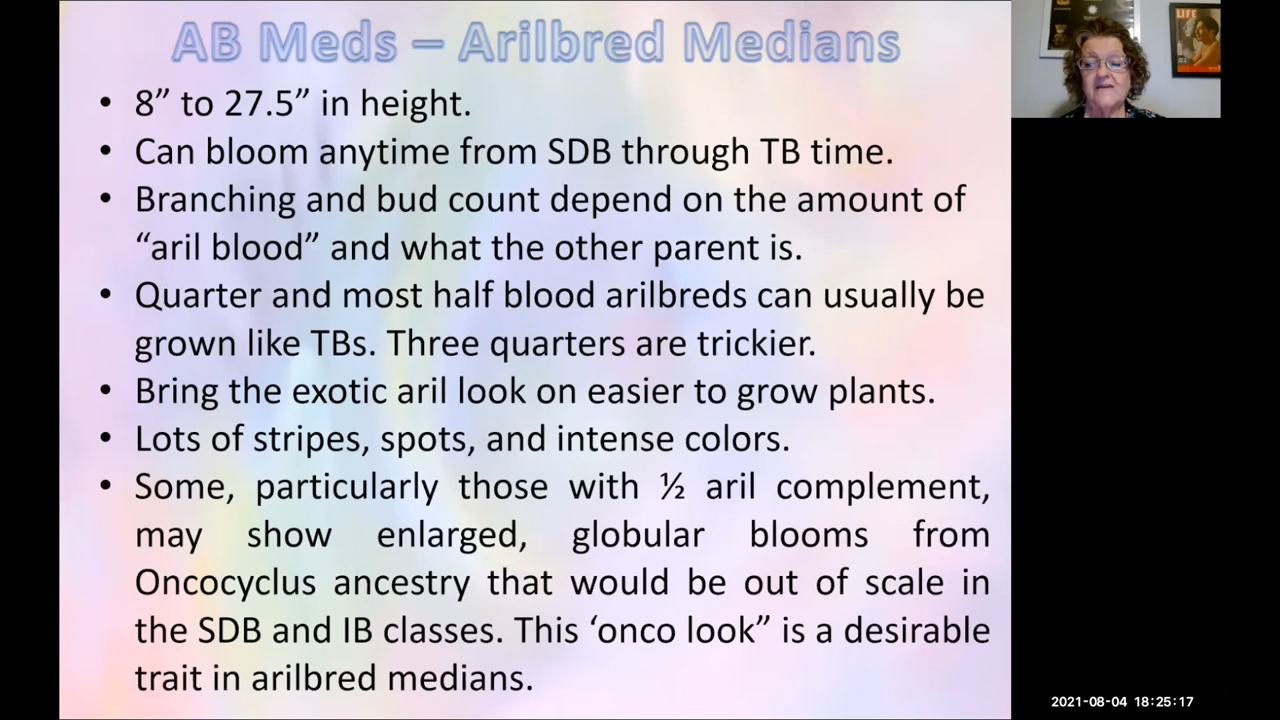 AB Meds – Arilbred Medians
• 8” to 27.5” in height.
• Can bloom anytime from SDB through TB time.
• Branching and bud count depend on the amount of
“aril blood” and what the other parent is.
• Quarter and most half blood arilbreds can usually be
grown like TBs. Three quarters are trickier.
• Bring the exotic aril look on easier to grow plants.
• Lots of stripes, spots, and intense colors.
• Some, particularly those with ½ aril complement,
may show enlarged, globular blooms from
Oncocyclus ancestry that would be out of scale in
the SDB and IB classes. This ‘onco look” is a desirable
trait in arilbred medians.
LIFE
2021-08-04 18:25:17